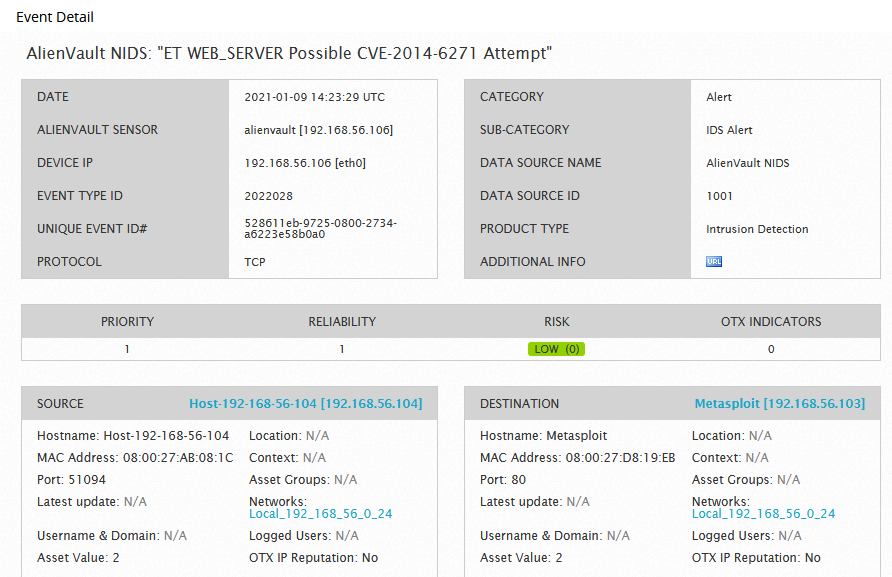 Event Detail
AlienVault NIDS: "ET WEB_SERVER Possible CVE-2014-6271 Attempt"
DATE 2021-01-09 14:23:29 UTC
ALIENVAULT SENSOR alienvault [192.168.56.106]
DEVICE IP 192.168.56.106 [eth0]
EVENT TYPE ID 2022028
UNIQUE EVENT ID# 528611eb-9725-0800-2734-
a6223e58b0a0
PROTOCOL TCP
CATEGORY Alert
SUB-CATEGORY IDS Alert
DATA SOURCE NAME AlienVault NIDS
DATA SOURCE ID 1001
PRODUCT TYPE Intrusion Detection
ADDITIONAL INFO URL
PRIORITY RELIABILITY RISK OTX INDICATORS
1 1 LOW (0) 0
SOURCE Host-192-168-56-104 [192.168.56.104]
Hostname: Host-192-168-56-104 Location: N/A
MAC Address: 08:00:27:AB:08:1C Context: N/A
Port: 51094 Asset Groups: N/A
Latest update: N/A Networks:
Local_192_168_56_0_24
Username & Domain: N/A Logged Users: N/A
Asset Value: 2 OTX IP Reputation: No
DESTINATION Metasploit [192.168.56.103]
Hostname: Metasploit Location: N/A
MAC Address: 08:00:27:D8:19:EB Context: N/A
Port: 80 Asset Groups: N/A
Latest update: N/A Networks:
Local_192_168_56_0_24
Username & Domain: N/A Logged Users: N/A
Asset Value: 2 OTX IP Reputation: No